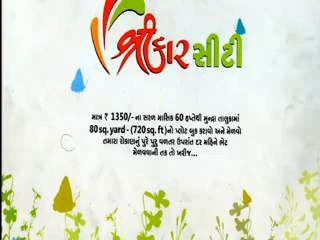 શ્રીકાર સીટી
માત્ર ₹ 1350/- ના સરળ માસિક 60 હપ્તેથી મુન્દ્રા તાલુકામાં
80 sq. yard - (720 sq. ft) નો પ્લોટ બુક કરાવો અને મેળવો
તમારા રોકાણનું પુરે પુરૂ વળતર ઉપરાંત દર મહિને ભેટ
મેળવવાની તક તો ખરીજ...